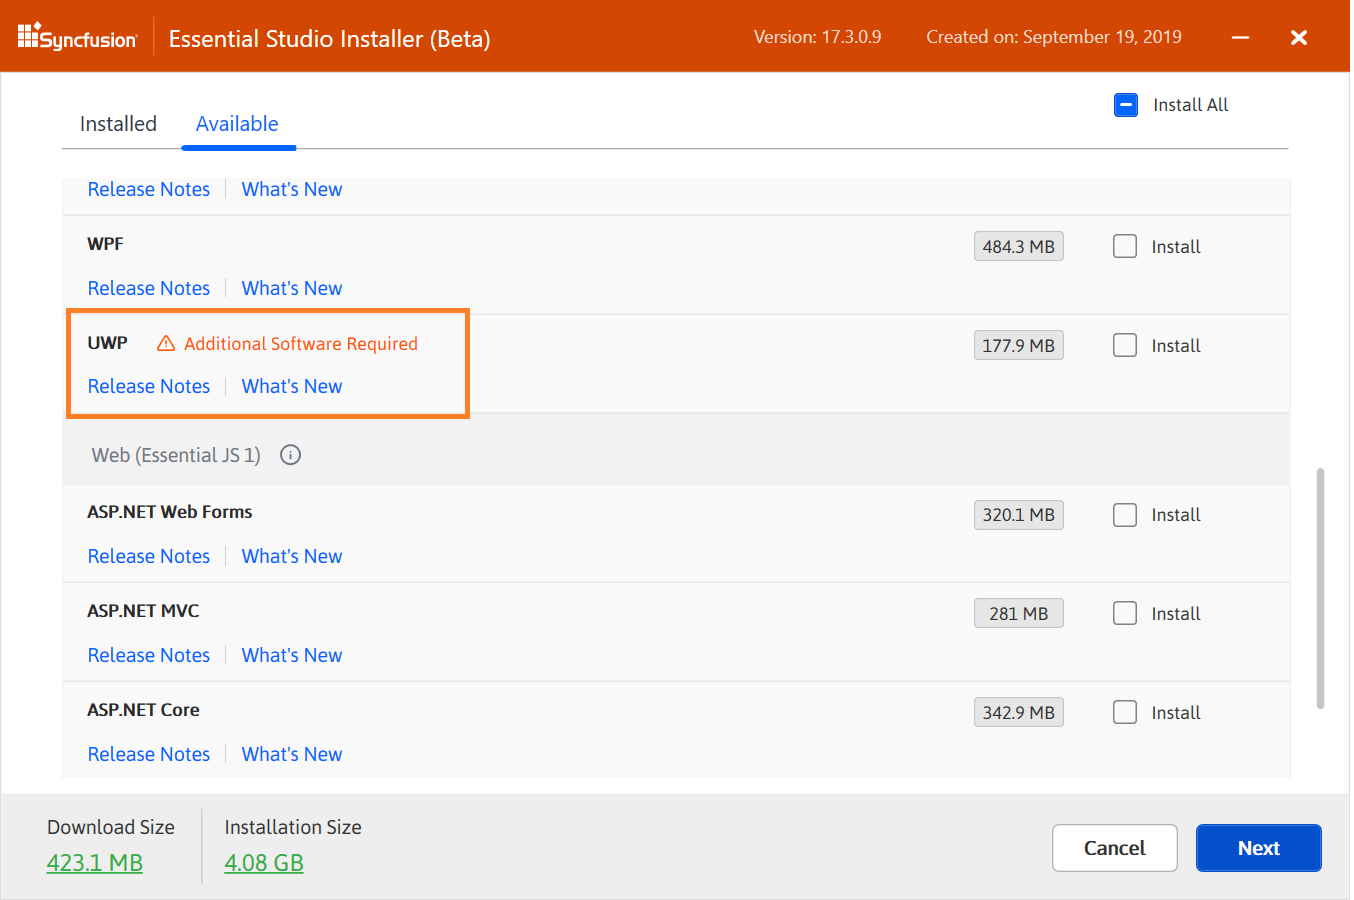 Syncfusion Essential Studio Installer (Beta) Version: 17.3.0.9 Created on: September 19, 2019
Install All
Installed Available
Release Notes What's New
WPF 484.3 MB Install
Release Notes What's New
UWP Additional Software Required 177.9 MB Install
Release Notes What's New
Web (Essential JS 1)
ASP.NET Web Forms 320.1 MB Install
Release Notes What's New
ASP.NET MVC 281 MB Install
Release Notes What's New
ASP.NET Core 342.9 MB Install
Release Notes What's New
Download Size Installation Size
423.1 MB 4.08 GB
Cancel Next